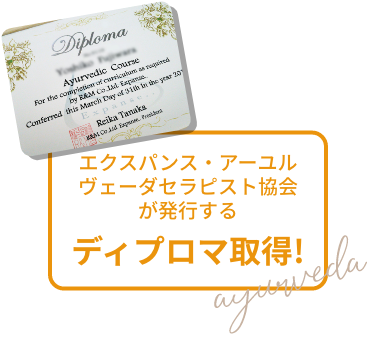 Diploma
Ayurvedic Course
For the completion of curriculum as required
by R&M Co.,Ltd. Expanse.
Conferred this March Day of 31th in the year 20
Expanse
Reika Tanaka
R&M Co.,Ltd. Expanse, President
エクスパンス・アーユル
ヴェーダセラピスト協会
が発行する
ディプロマ取得!
ayurveda